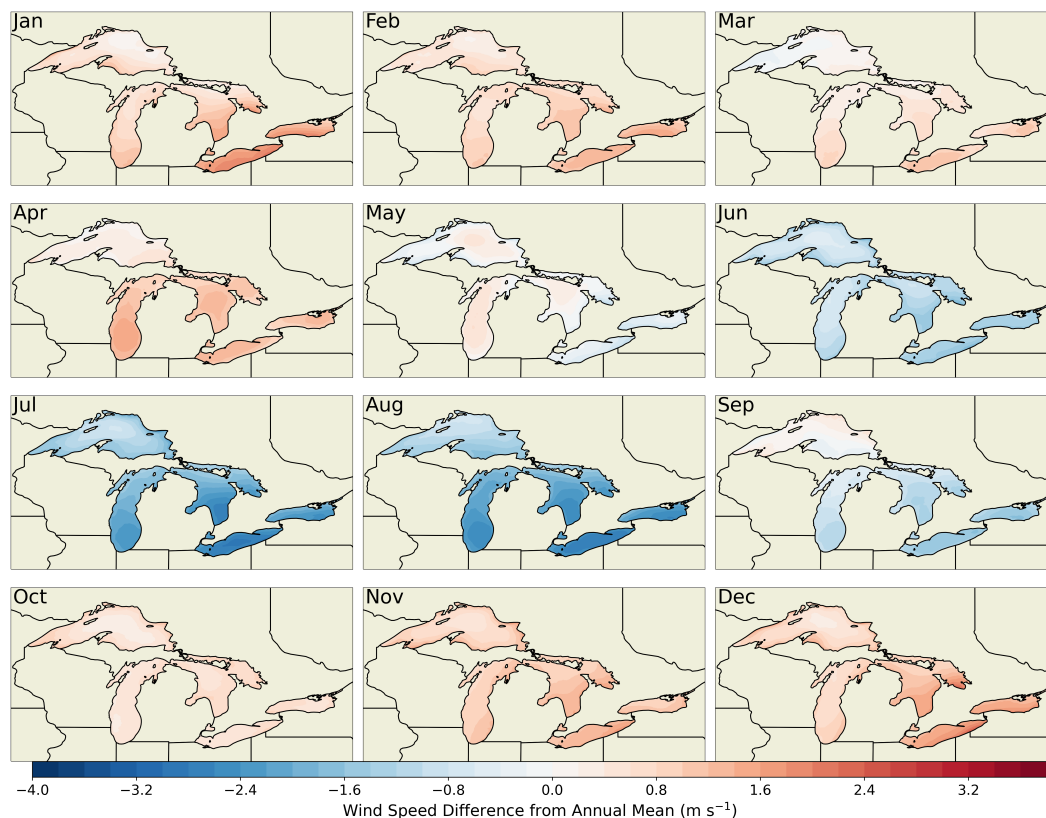 Jan
Feb
Mar
Apr
May
Jun
Jul
Aug
Sep
Oct
Nov
Dec
−4.0 −3.2 −2.4 −1.6 −0.8 0.0 0.8 1.6 2.4 3.2
Wind Speed Difference from Annual Mean (m s⁻¹)